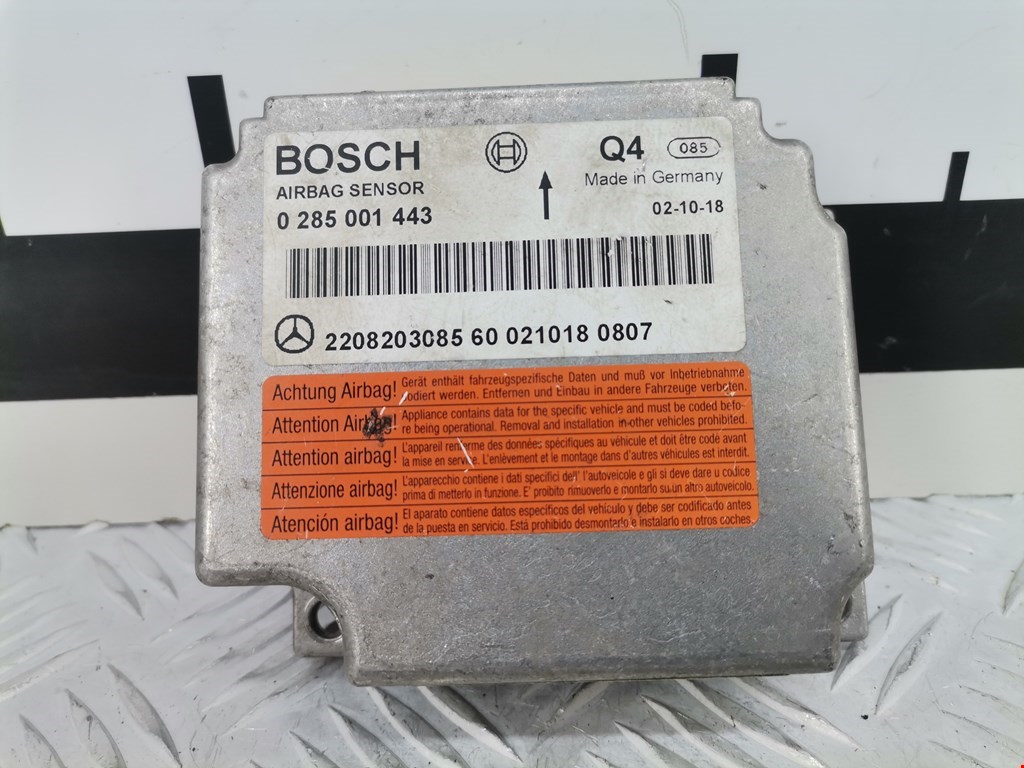 BOSCH
Q4 085
AIRBAG SENSOR
Made in Germany
0 285 001 443
02-10-18
2208203085 60 021018 0 0807
Achtung Airbag! Gerät enthält fahrzeugspezifische Daten und muß vor Inbetriebnahme
codiert werden. Entfernen und Einbau in andere Fahrzeuge verboten.
Attention Airbag! Appliance contains data for the specific vehicle and must be coded befo-
re being operational. Removal and installation in other vehicles prohibited.
Attention airbag! L'appareil renferme des données spécifiques au véhicule et doit être codé avant
la mise en service. L'enlèvement et le montage dans d'autres véhicules est interdit.
Attenzione airbag! L'apparecchio contiene i dati specifici dell' l'autoveicole e gli si deve dare u codice
prima di metterlo in funzione. E' proibito rimuoverlo e montarlo su un altro autoveicolo.
Atención airbag! El aparato contiene datos específicos del vehículo y debe ser codificado antes
de la puesta en servicio. Está prohibido desmontarlo e instalarlo en otros coches